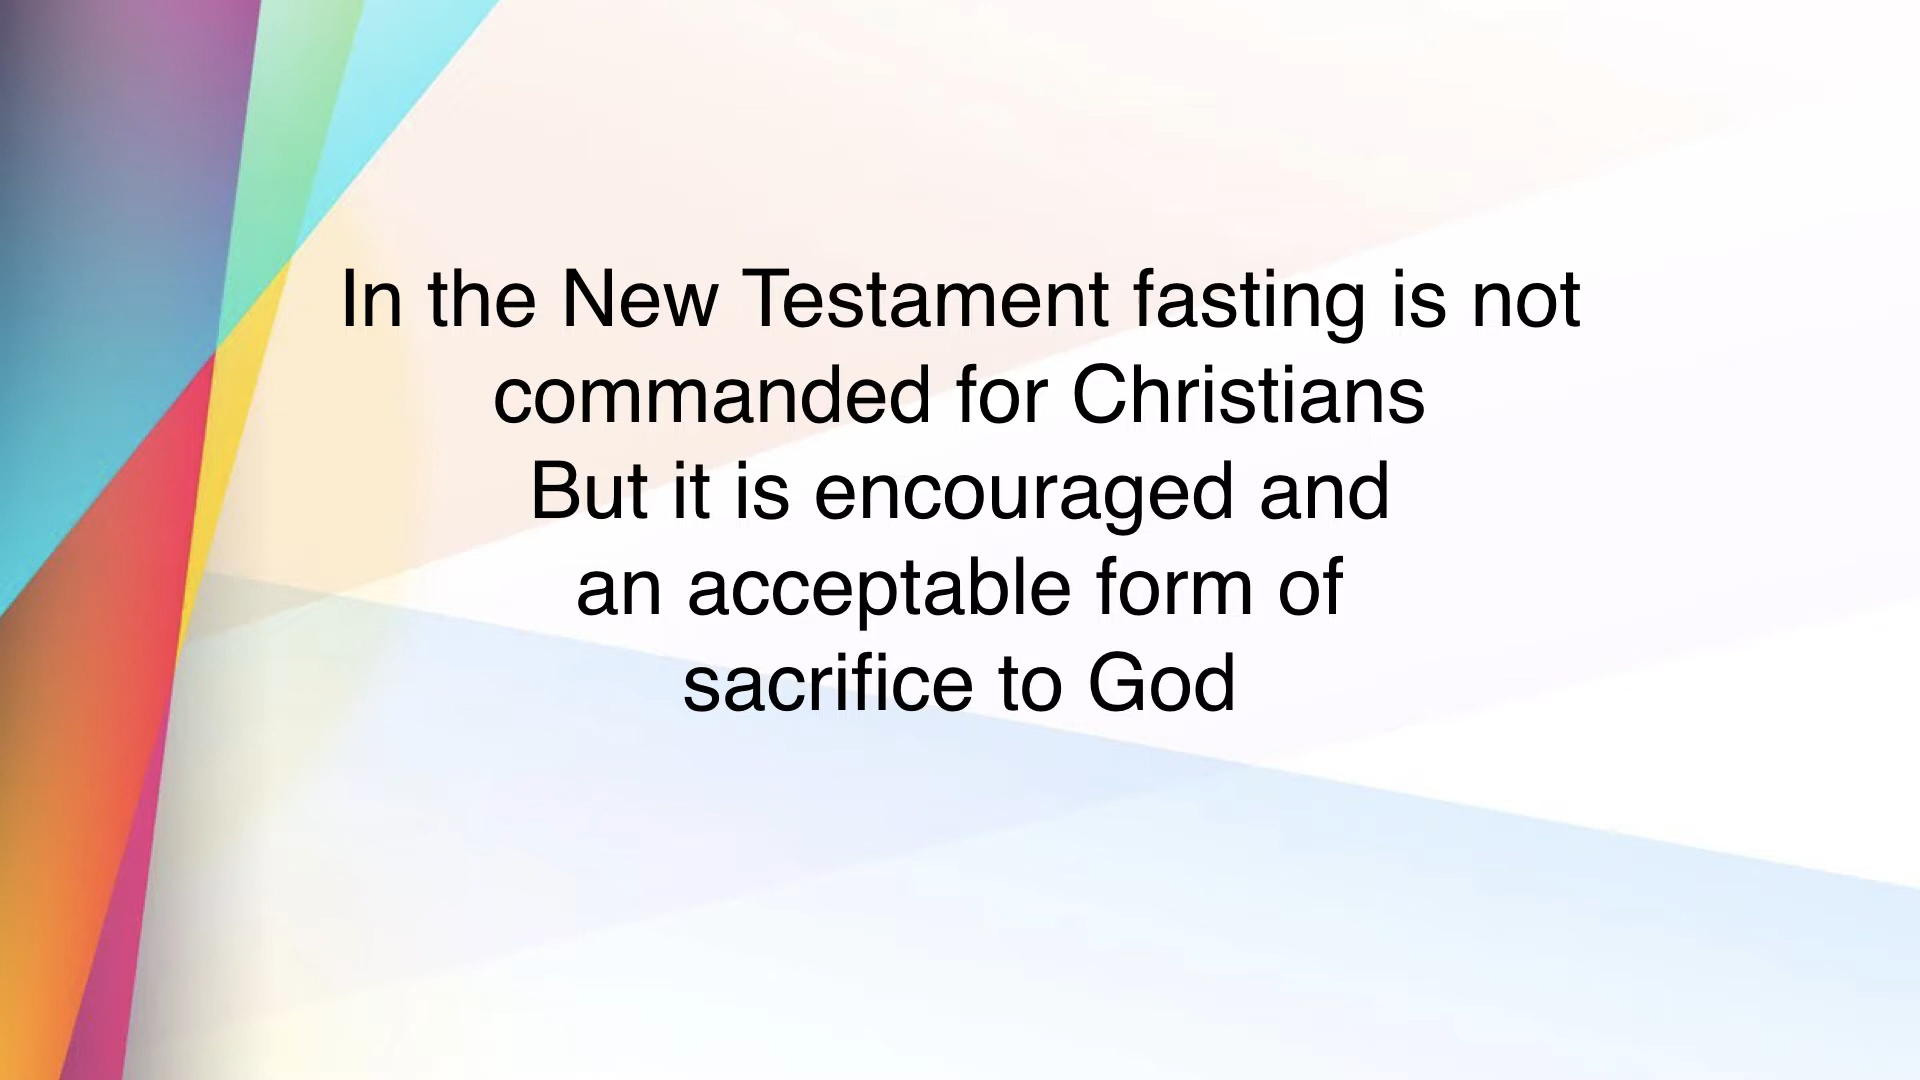 In the New Testament fasting is not
commanded for Christians
But it is encouraged and
an acceptable form of
sacrifice to God